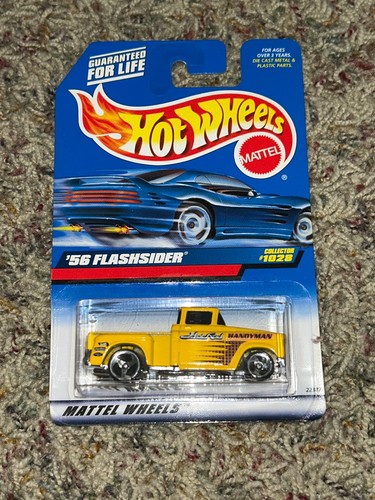 GUARANTEED
FOR LIFE
FOR AGES
OVER 3 YEARS.
DIE CAST METAL &
PLASTIC PARTS.
Hot Wheels
MATTEL
®
'56 FLASHSIDER®
COLLECTOR
#1028
HANDYMAN
MATTEL WHEELS